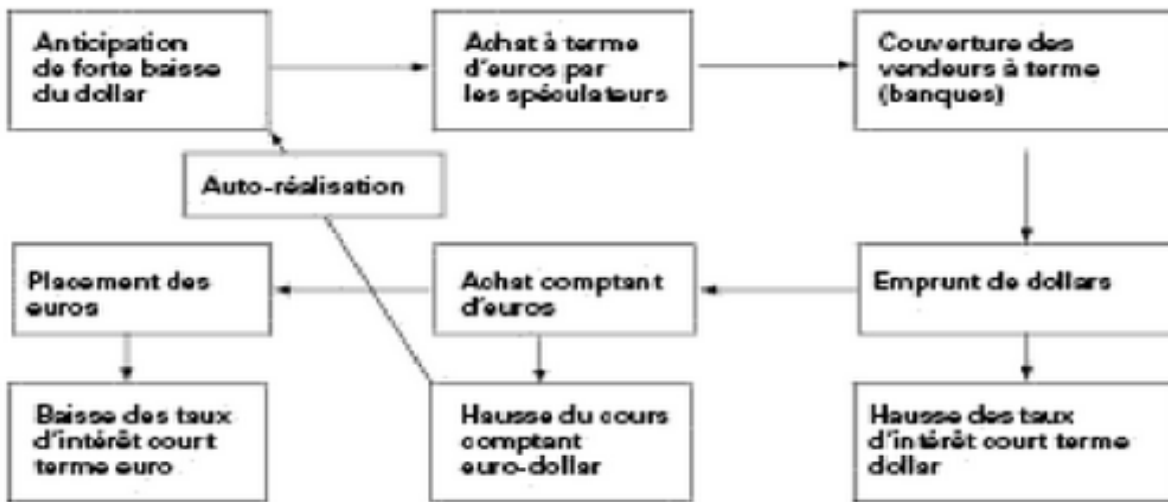 Anticipation
de forte baisse
du dollar
Achat à terme
d'euros par
les spéculateurs
Couverture des
vendeurs à terme
(banques)
Auto-réalisation
Placement des
euros
Achat comptant
d'euros
Emprunt de dollars
Baisse des taux
d'intérêt court
terme euro
Hausse du cours
comptant
euro-dollar
Hausse des taux
d'intérêt court terme
dollar